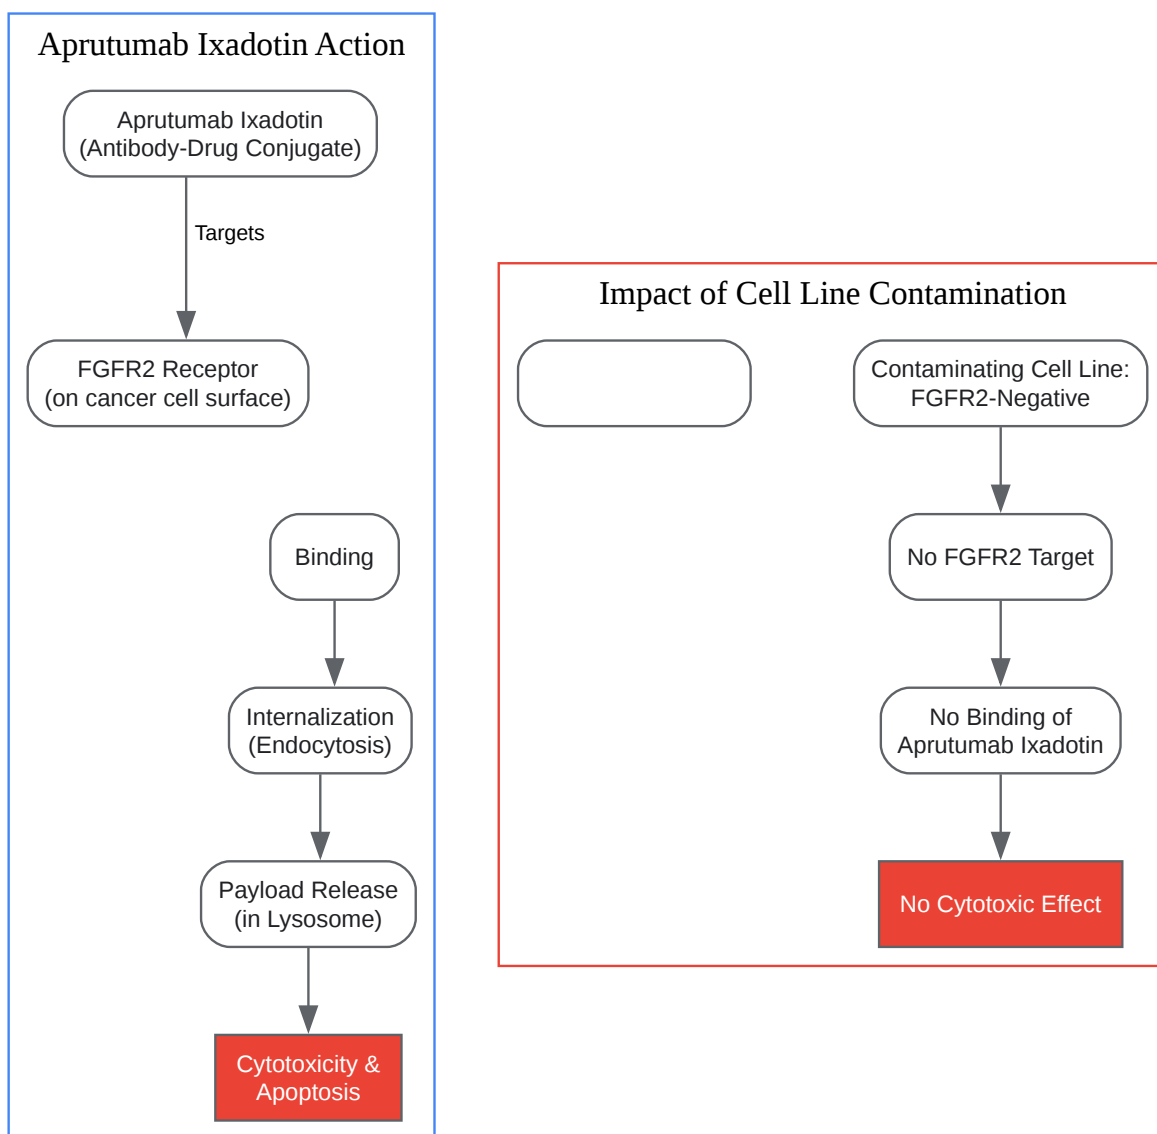 Aprutumab Ixadotin Action
Aprutumab Ixadotin
(Antibody-Drug Conjugate)
Targets
FGFR2 Receptor
(on cancer cell surface)
Binding
Internalization
(Endocytosis)
Payload Release
(in Lysosome)
Cytotoxicity &
Apoptosis
Impact of Cell Line Contamination
Contaminating Cell Line:
FGFR2-Negative
No FGFR2 Target
No Binding of
Aprutumab Ixadotin
No Cytotoxic Effect